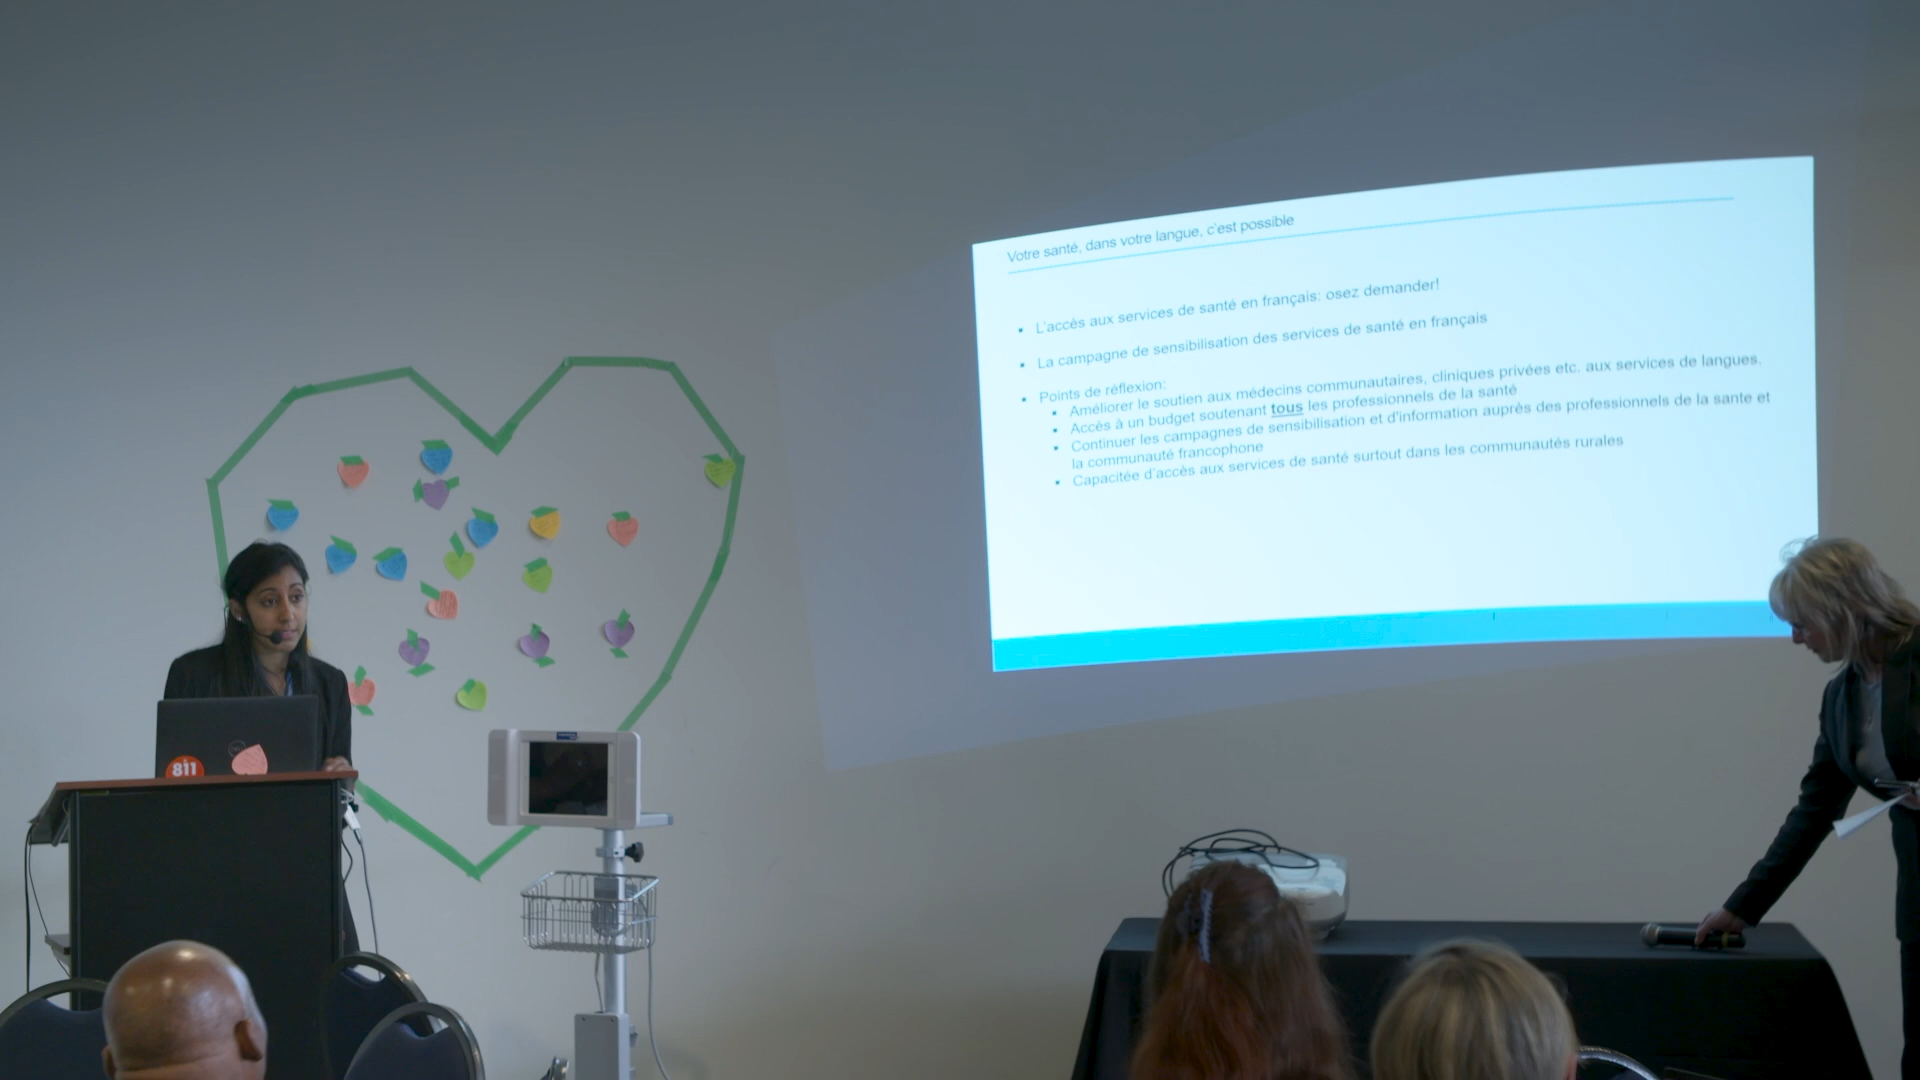 Votre santé, dans votre langue, c'est possible
▪ L'accès aux services de santé en français: osez demander!
▪ La campagne de sensibilisation des services de santé en français
▪ Points de réflexion:
▪ Améliorer le soutien aux médecins communautaires, cliniques privées etc. aux services de langues.
▪ Accès à un budget soutenant tous les professionnels de la santé
▪ Continuer les campagnes de sensibilisation et d'information auprès des professionnels de la sante et
la communauté francophone
▪ Capacitée d'accès aux services de santé surtout dans les communautés rurales
811